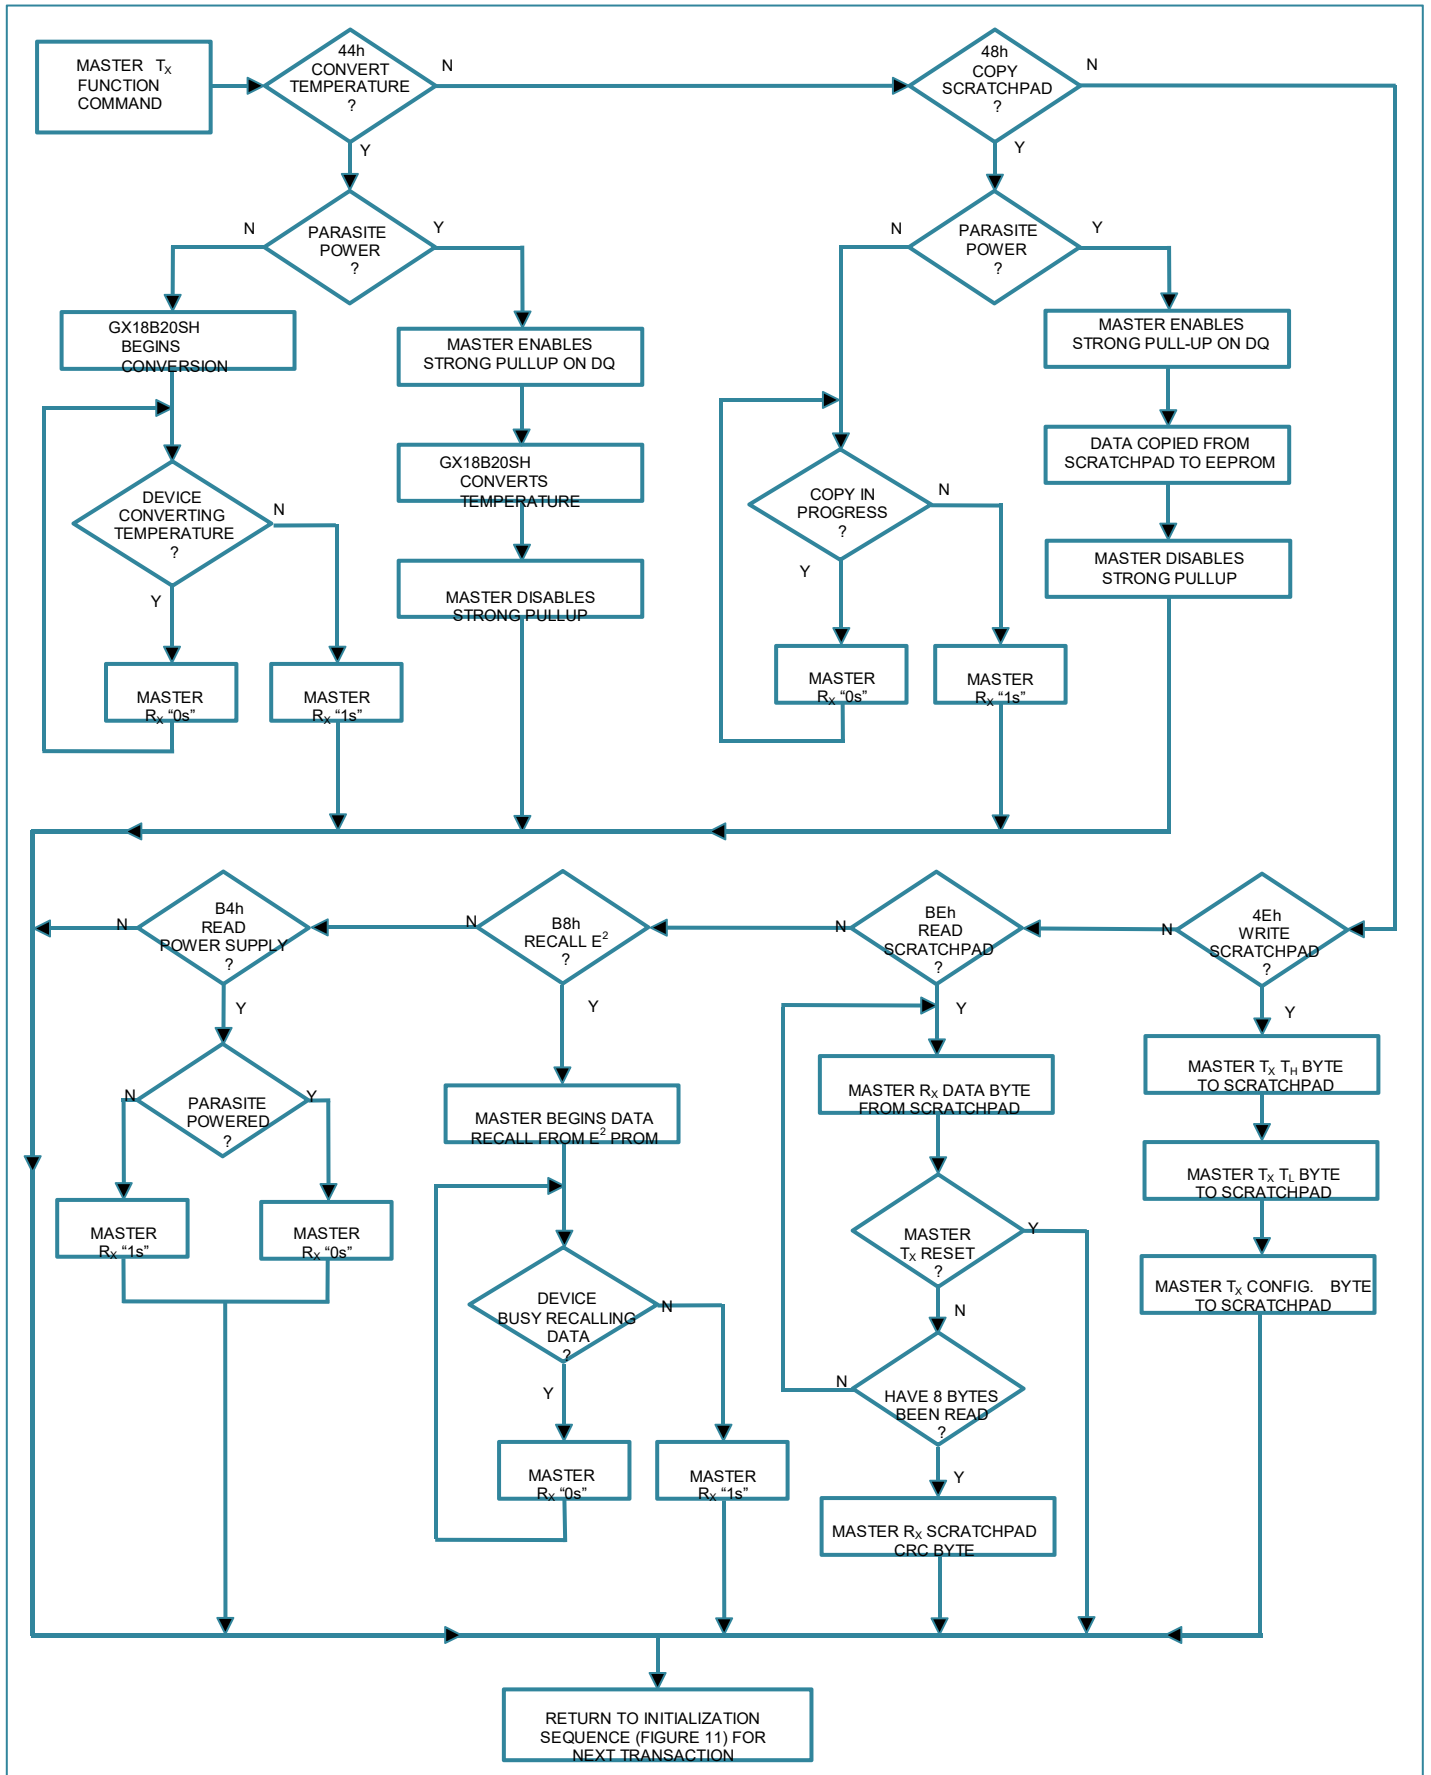 MASTER TX
FUNCTION
COMMAND
44h
CONVERT
TEMPERATURE
?
N
Y
48h
COPY
SCRATCHPAD
?
N
Y
PARASITE
POWER
?
N
Y
PARASITE
POWER
?
N
Y
GX18B20SH
BEGINS
CONVERSION
MASTER ENABLES
STRONG PULLUP ON DQ
GX18B20SH
CONVERTS
TEMPERATURE
MASTER DISABLES
STRONG PULLUP
DEVICE
CONVERTING
TEMPERATURE
?
N
Y
MASTER
RX “0s”
MASTER
RX “1s”
MASTER ENABLES
STRONG PULL-UP ON DQ
DATA COPIED FROM
SCRATCHPAD TO EEPROM
MASTER DISABLES
STRONG PULLUP
COPY IN
PROGRESS
?
N
Y
MASTER
RX “0s”
MASTER
RX “1s”
B4h
READ
POWER SUPPLY
?
N
Y
B8h
RECALL E2
?
N
Y
BEh
READ
SCRATCHPAD
?
N
Y
4Eh
WRITE
SCRATCHPAD
?
N
Y
PARASITE
POWERED
?
N
Y
MASTER
RX “1s”
MASTER
RX “0s”
MASTER BEGINS DATA
RECALL FROM E2 PROM
DEVICE
BUSY RECALLING
DATA
?
N
Y
MASTER
RX “0s”
MASTER
RX “1s”
MASTER RX DATA BYTE
FROM SCRATCHPAD
MASTER
TX RESET
?
Y
N
HAVE 8 BYTES
BEEN READ
?
N
Y
MASTER RX SCRATCHPAD
CRC BYTE
MASTER TX TH BYTE
TO SCRATCHPAD
MASTER TX TL BYTE
TO SCRATCHPAD
MASTER TX CONFIG. BYTE
TO SCRATCHPAD
RETURN TO INITIALIZATION
SEQUENCE (FIGURE 11) FOR
NEXT TRANSACTION